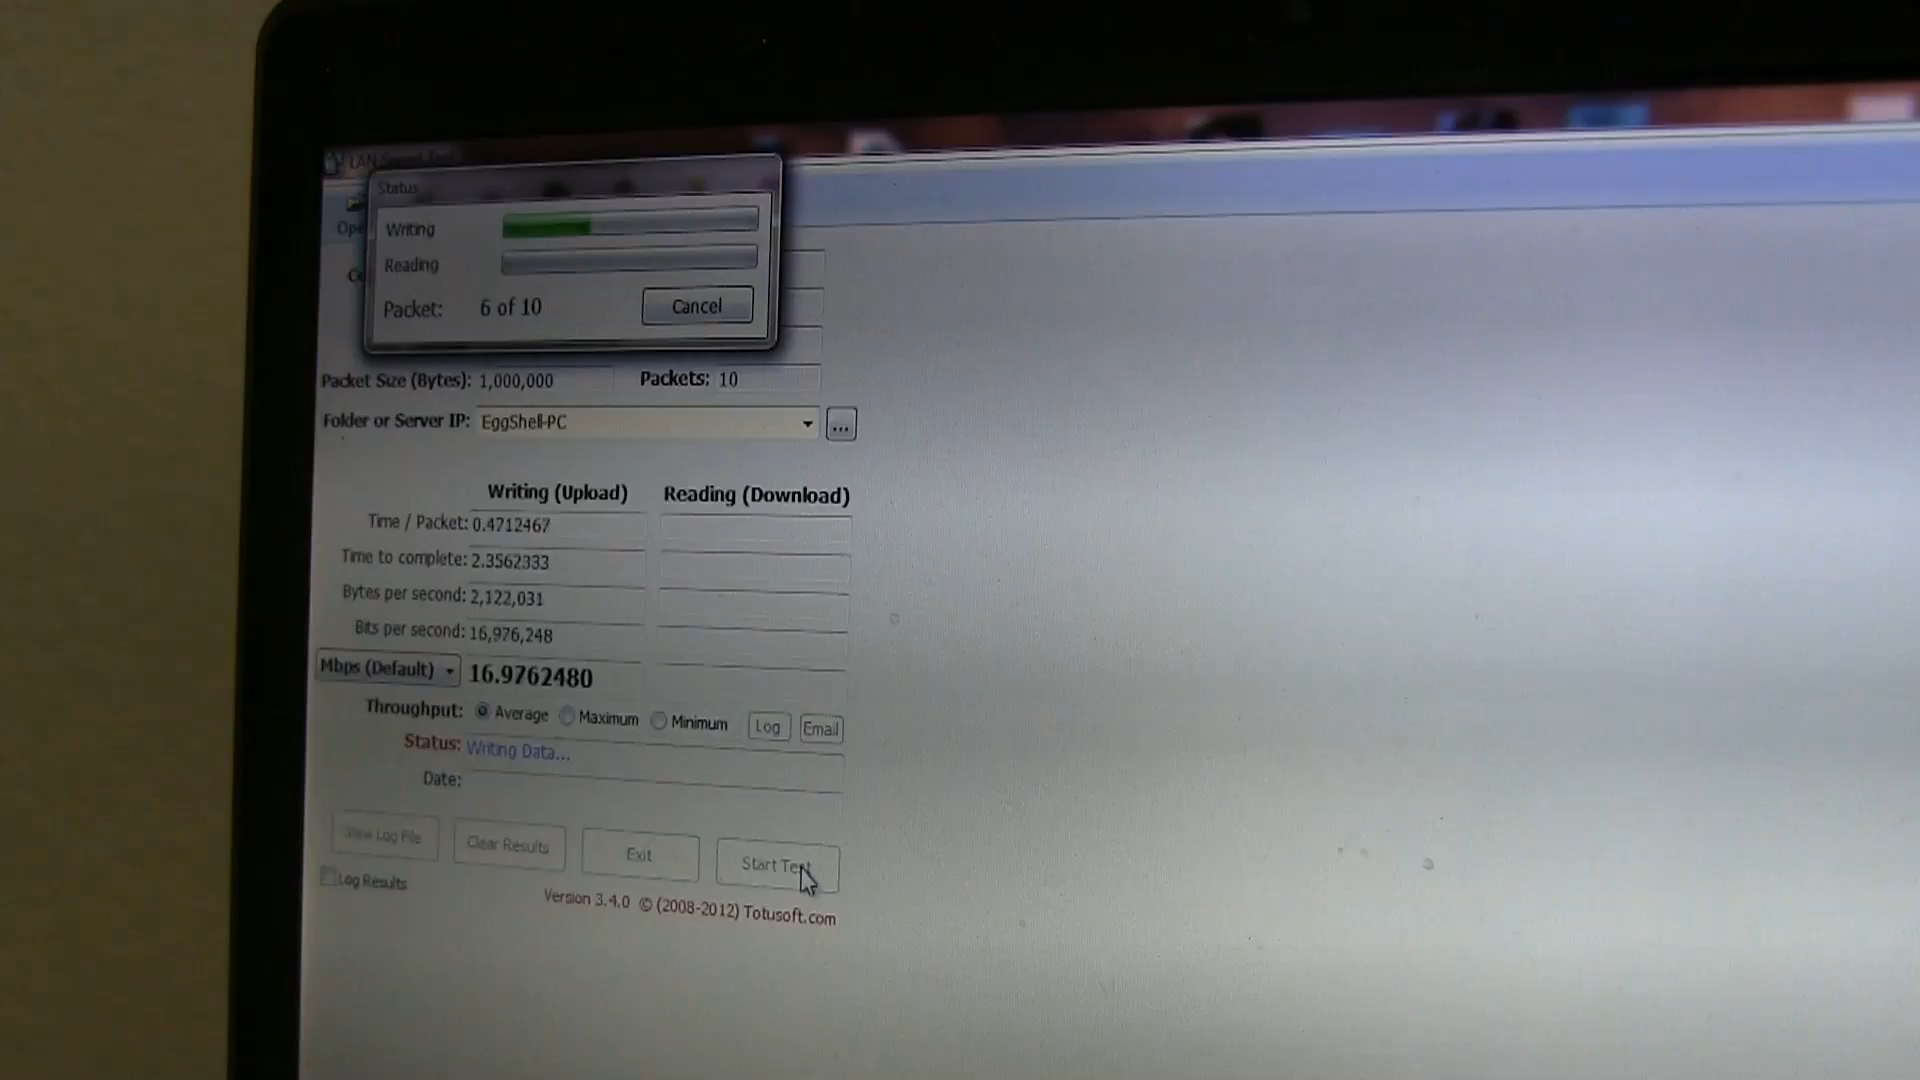 LAN Speed Test
Status
Writing
Reading
Packet: 6 of 10 Cancel
Packet Size (Bytes): 1,000,000 Packets: 10
Folder or Server IP: EggShell-PC ...
Writing (Upload) Reading (Download)
Time / Packet: 0.4712467
Time to complete: 2.3562333
Bytes per second: 2,122,031
Bits per second: 16,976,248
Mbps (Default) 16.9762480
Throughput: Average Maximum Minimum Log Email
Status: Writing Data...
Date:
View Log File Clear Results Exit Start Test
Log Results
Version 3.4.0 © (2008-2012) Totusoft.com